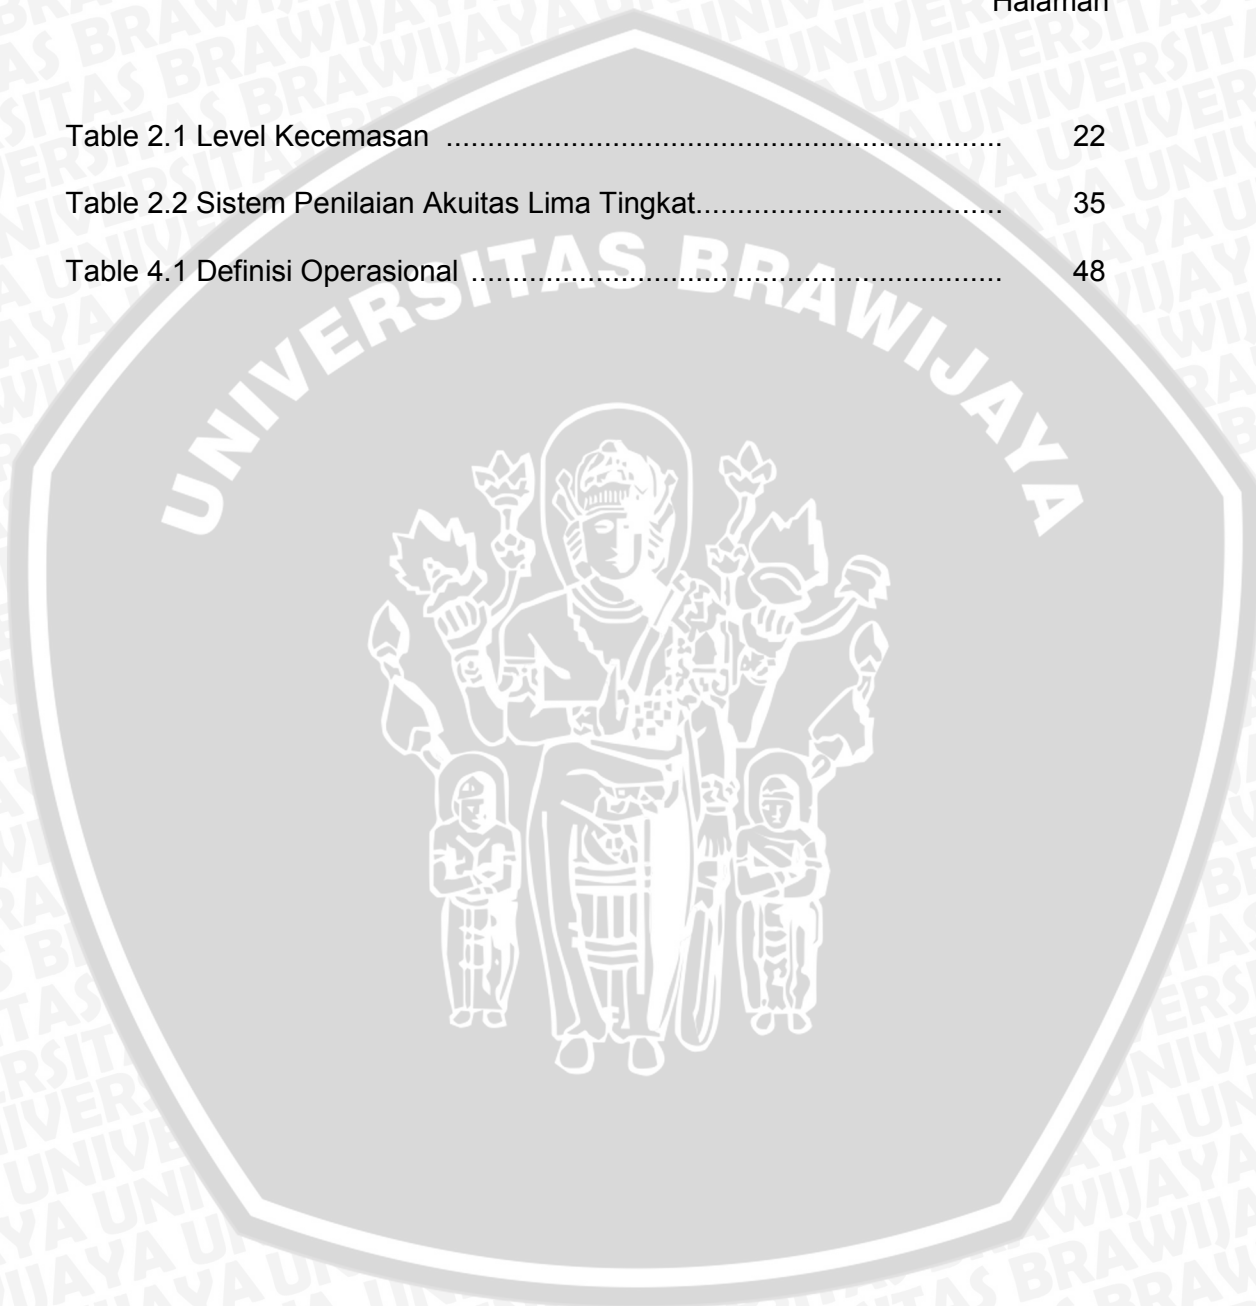 Halaman
Table 2.1 Level Kecemasan ................................................................... 22
Table 2.2 Sistem Penilaian Akuitas Lima Tingkat..................................... 35
Table 4.1 Definisi Operasional ................................................................ 48
UNIVERSITAS BRAWIJAYA